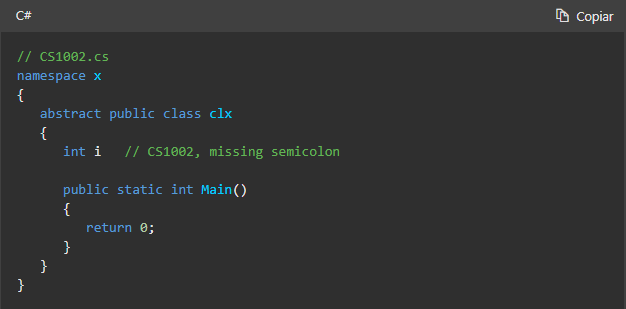 C#
Copiar
// CS1002.cs
namespace x
{
   abstract public class clx
   {
      int i   // CS1002, missing semicolon

      public static int Main()
      {
         return 0;
      }
   }
}